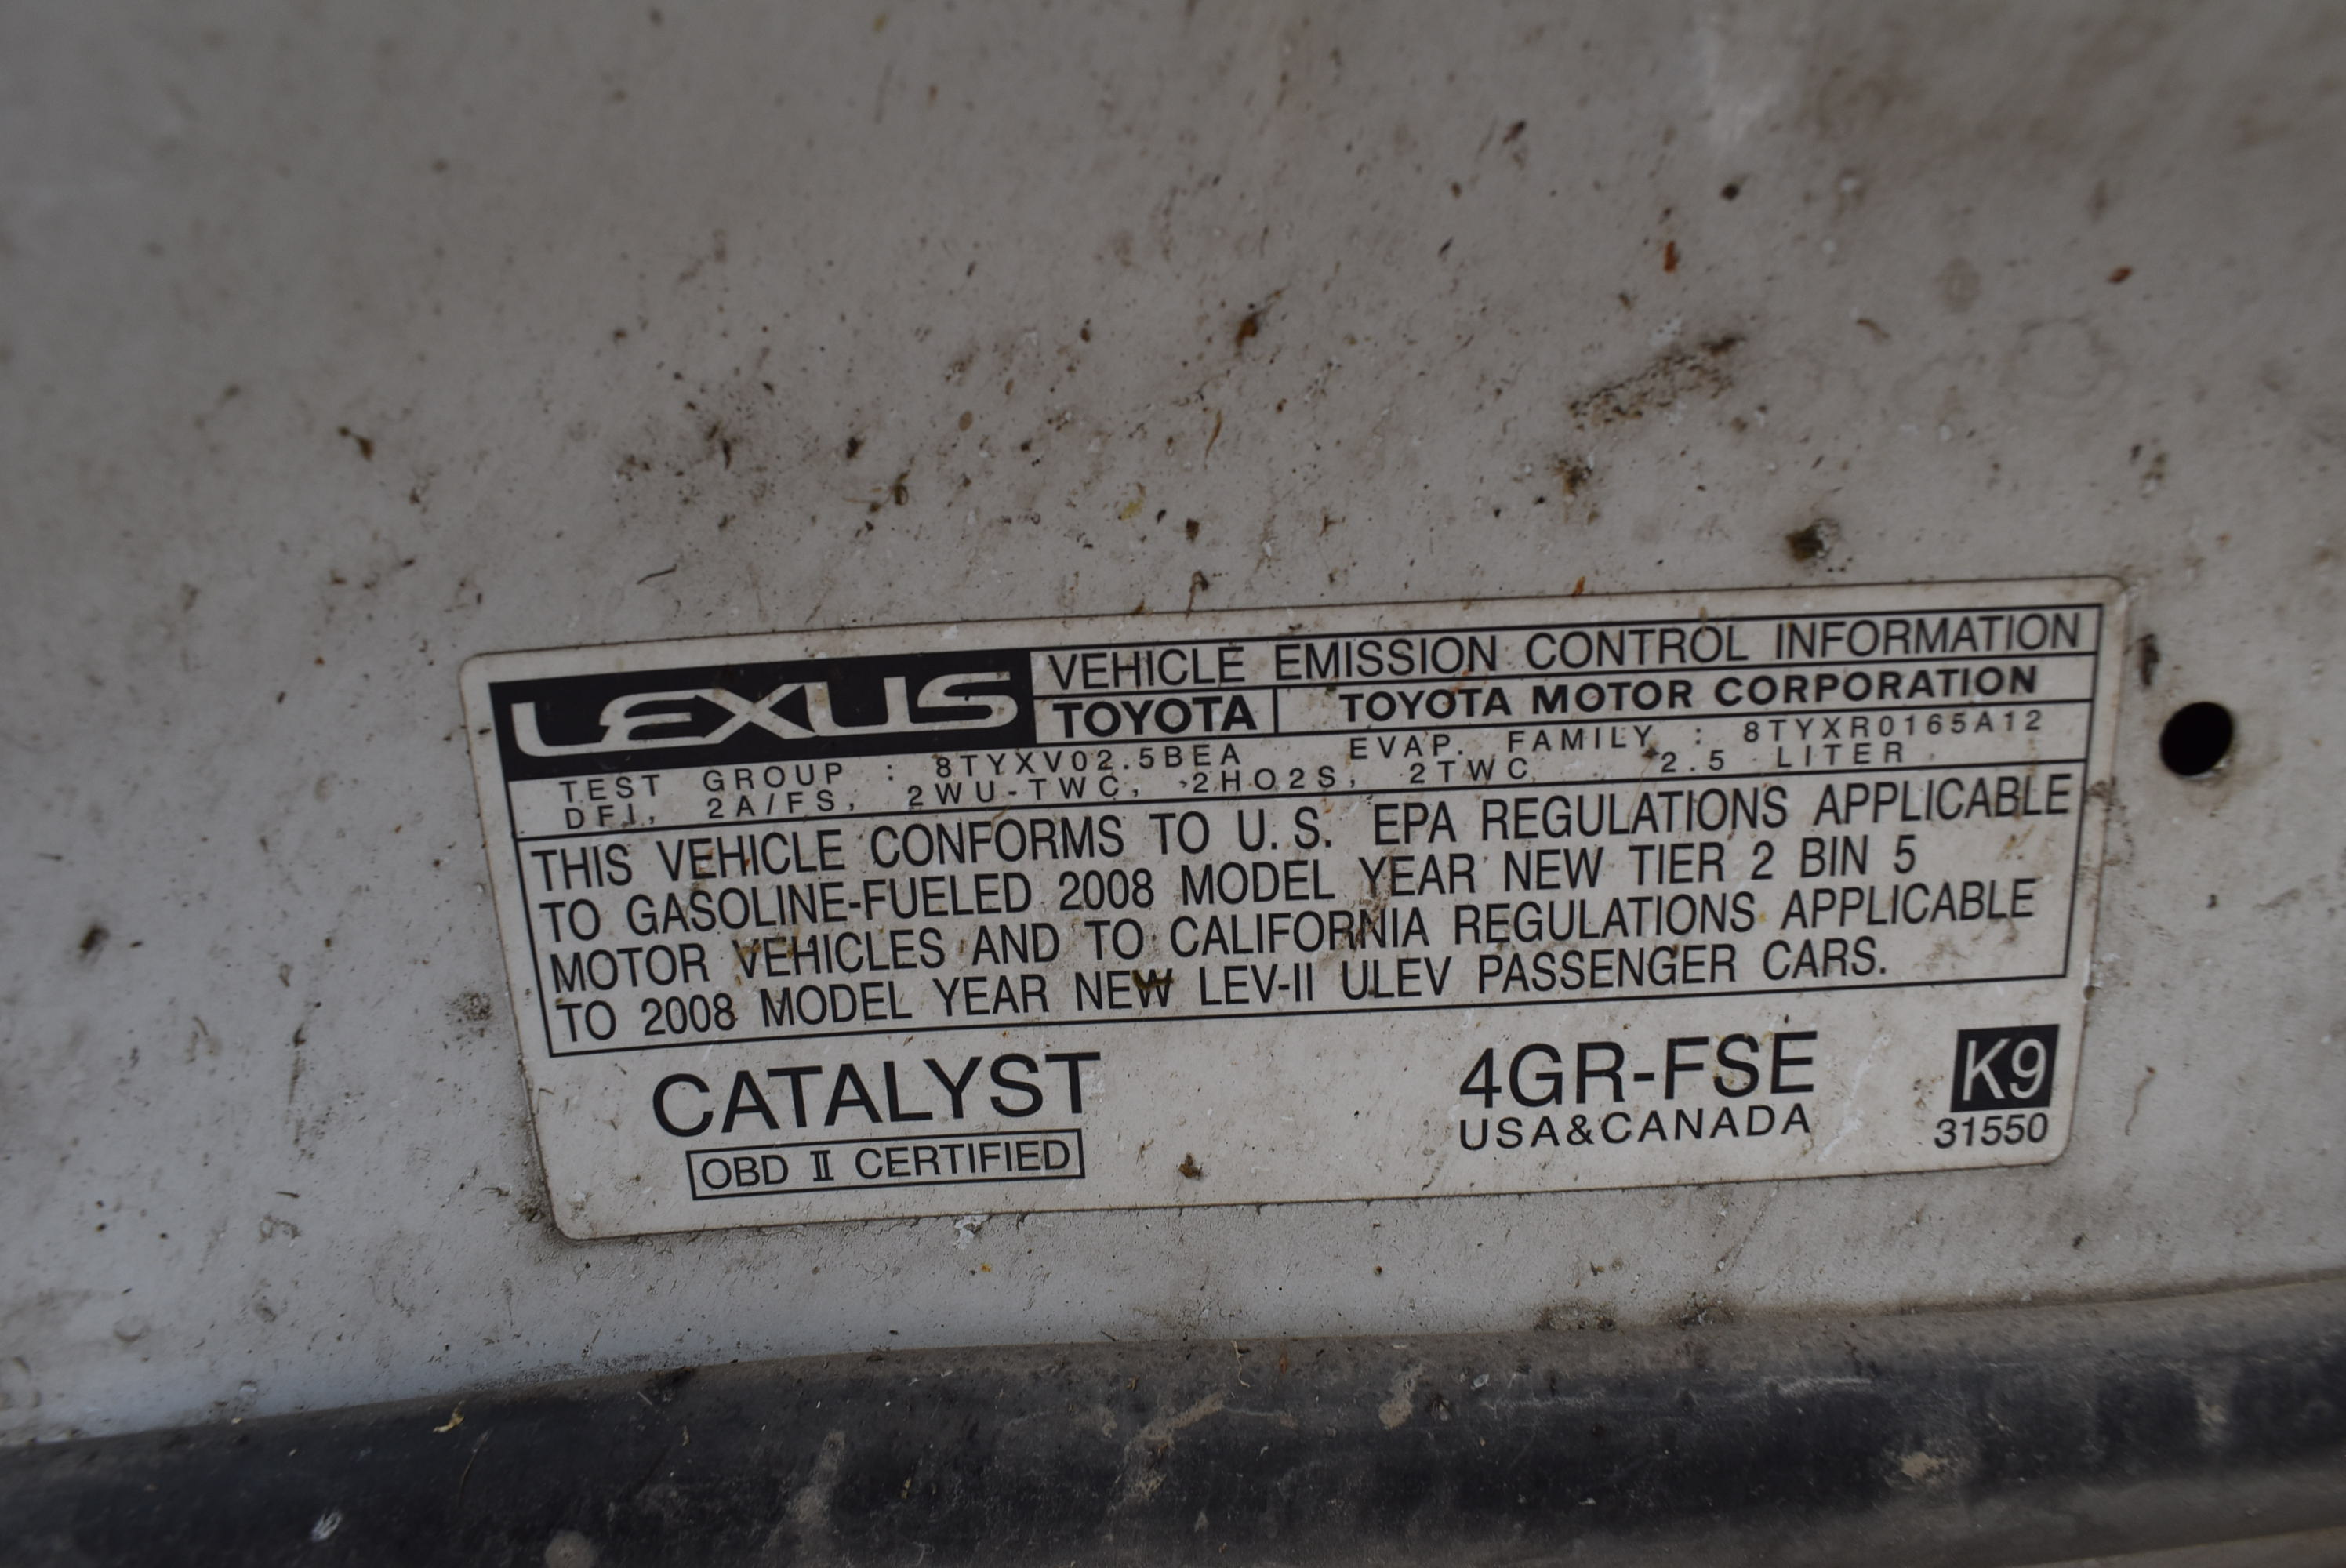 LEXUS VEHICLE EMISSION CONTROL INFORMATION
TOYOTA TOYOTA MOTOR CORPORATION
TEST GROUP : 8TYXV02.5BEA EVAP. FAMILY : 8TYXR0165A12
DFI, 2A/FS, 2WU-TWC, 2HO2S, 2TWC 2.5 LITER
THIS VEHICLE CONFORMS TO U.S. EPA REGULATIONS APPLICABLE
TO GASOLINE-FUELED 2008 MODEL YEAR NEW TIER 2 BIN 5
MOTOR VEHICLES AND TO CALIFORNIA REGULATIONS APPLICABLE
TO 2008 MODEL YEAR NEW LEV-II ULEV PASSENGER CARS.
CATALYST 4GR-FSE K9
USA&CANADA 31550
OBD II CERTIFIED